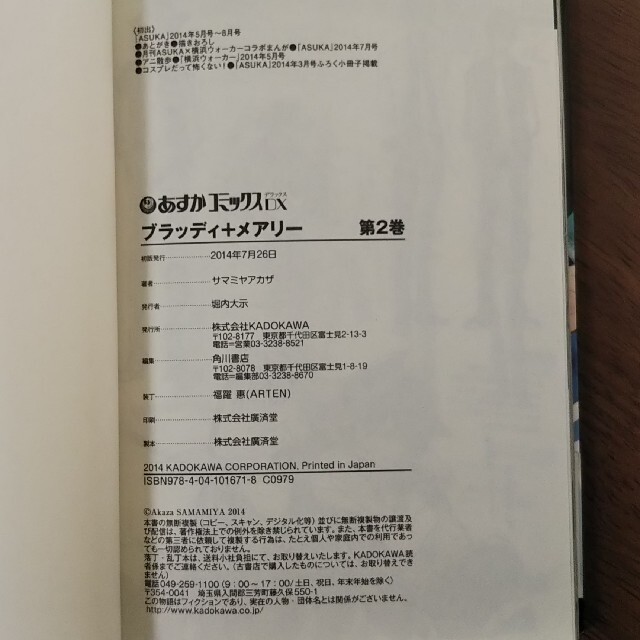 《初出》
「ASUKA」2014年5月号~8月号
●あとがき●描きおろし
●月刊ASUKA×横浜ウォーカーコラボまんが●「ASUKA」2014年7月号
●アニ散歩●「横浜ウォーカー」2014年5月号
●コスプレだって怖くない!●「ASUKA」2014年3月号ふろく小冊子掲載
あすかコミックスDX
デラックス
ブラッディ+メアリー 第2巻
初版発行 2014年7月26日
著者 サマミヤアカザ
発行者 堀内大示
発行所 株式会社KADOKAWA
〒102-8177 東京都千代田区富士見2-13-3
電話=営業03-3238-8521
編集 角川書店
〒102-8078 東京都千代田区富士見1-8-19
電話=編集部03-3238-8670
装丁 福羅 惠(ARTEN)
印刷 株式会社廣済堂
製本 株式会社廣済堂
2014 KADOKAWA CORPORATION, Printed in Japan
ISBN978-4-04-101671-8 C0979
©Akaza SAMAMIYA 2014
本書の無断複製(コピー、スキャン、デジタル化等)並びに無断複製物の譲渡及
び配信は、著作権法上での例外を除き禁じられています。また、本書を代行業者
などの第三者に依頼して複製する行為は、たとえ個人や家庭内での利用であって
も一切認められておりません。
落丁・乱丁本は、送料小社負担にて、お取り替えいたします。KADOKAWA読
者係までご連絡ください。(古書店で購入したものについては、お取り替えでき
ません)
電話049-259-1100(9:00~17:00/土日、祝日、年末年始を除く)
〒354-0041 埼玉県入間郡三芳町藤久保550-1
この物語はフィクションであり、実在の人物・団体名とは関係がございません。
http://www.kadokawa.co.jp/